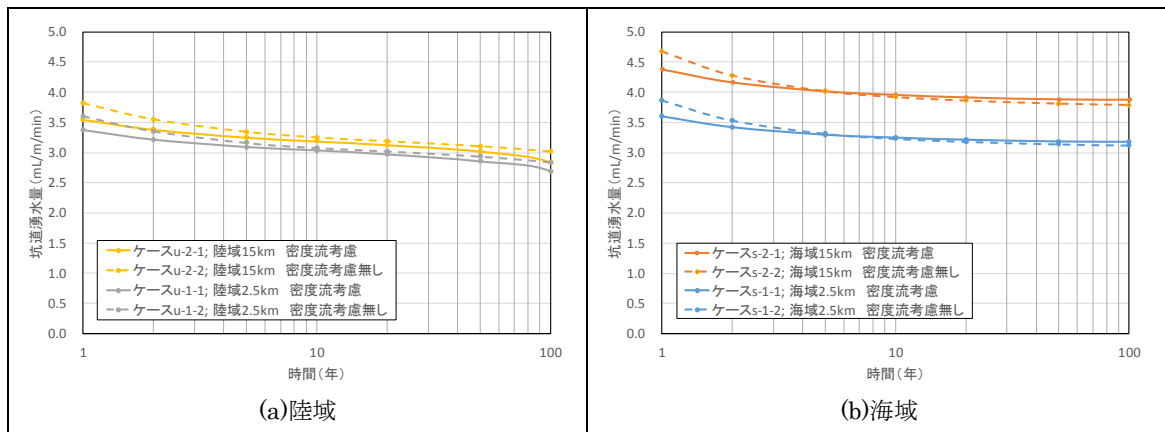 5.0
4.5
4.0
3.5
3.0
2.5
2.0
1.5
1.0
0.5
0.0
坑道湧水量(mL/m/min)
ケースu-2-1; 陸域15km 密度流考慮
ケースu-2-2; 陸域15km 密度流考慮無し
ケースu-1-1; 陸域2.5km 密度流考慮
ケースu-1-2; 陸域2.5km 密度流考慮無し
1 10 100
時間(年)
(a)陸域
5.0
4.5
4.0
3.5
3.0
2.5
2.0
1.5
1.0
0.5
0.0
坑道湧水量(mL/m/min)
ケースs-2-1; 海域15km 密度流考慮
ケースs-2-2; 海域15km 密度流考慮無し
ケースs-1-1; 海域2.5km 密度流考慮
ケースs-1-2; 海域2.5km 密度流考慮無し
1 10 100
時間(年)
(b)海域